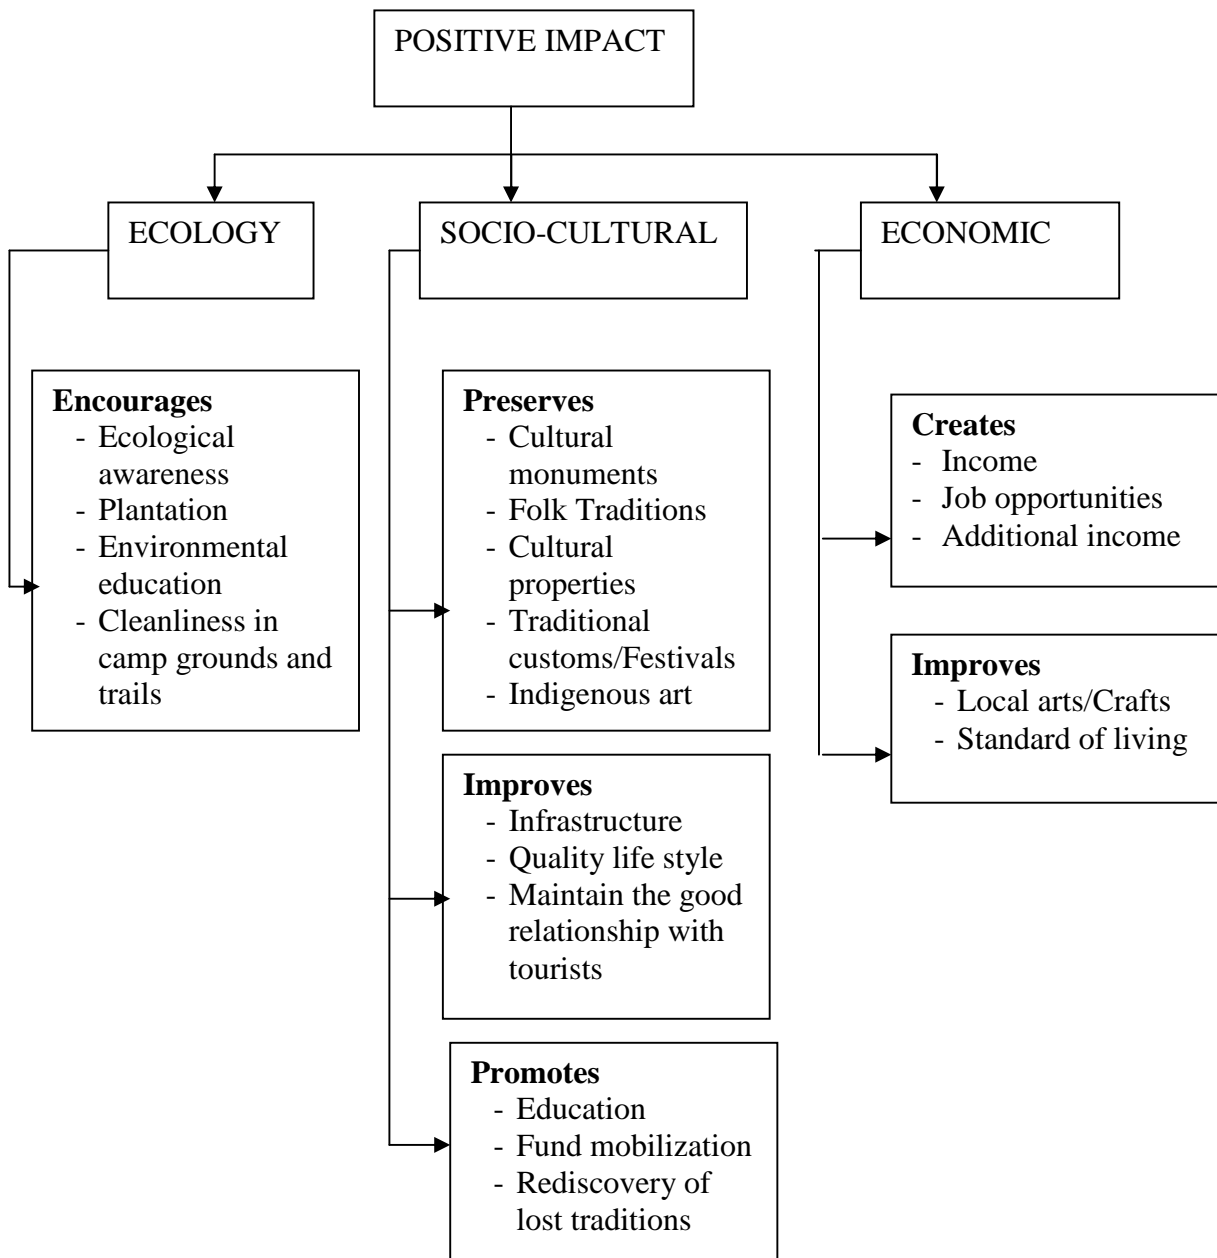 POSITIVE IMPACT
ECOLOGY
SOCIO-CULTURAL
ECONOMIC
Encourages
- Ecological
awareness
- Plantation
- Environmental
education
- Cleanliness in
camp grounds and
trails
Preserves
- Cultural
monuments
- Folk Traditions
- Cultural
properties
- Traditional
customs/Festivals
- Indigenous art
Improves
- Infrastructure
- Quality life style
- Maintain the good
relationship with
tourists
Promotes
- Education
- Fund mobilization
- Rediscovery of
lost traditions
Creates
- Income
- Job opportunities
- Additional income
Improves
- Local arts/Crafts
- Standard of living